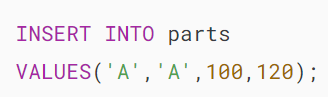 INSERT INTO parts
VALUES('A','A',100,120);